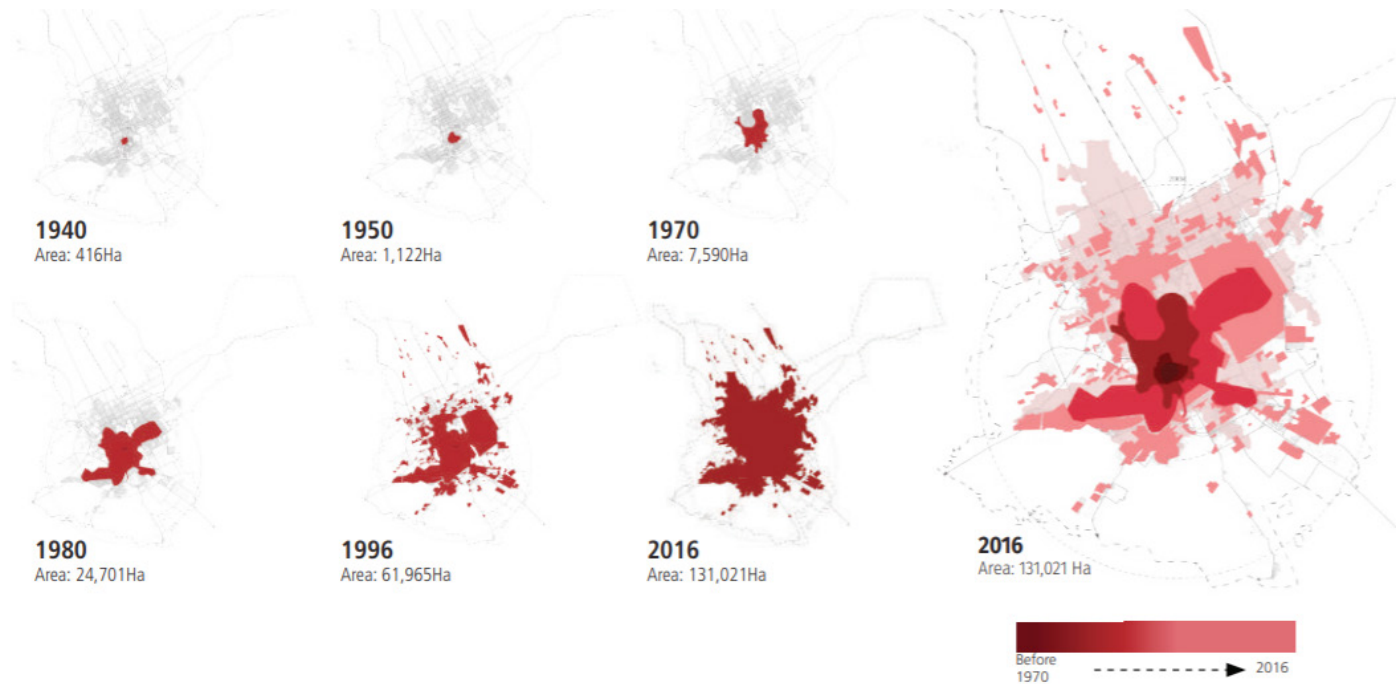 1940
Area: 416Ha
1950
Area: 1,122Ha
1970
Area: 7,590Ha
1980
Area: 24,701Ha
1996
Area: 61,965Ha
2016
Area: 131,021Ha
2016
Area: 131,021 Ha
Before
1970
2016